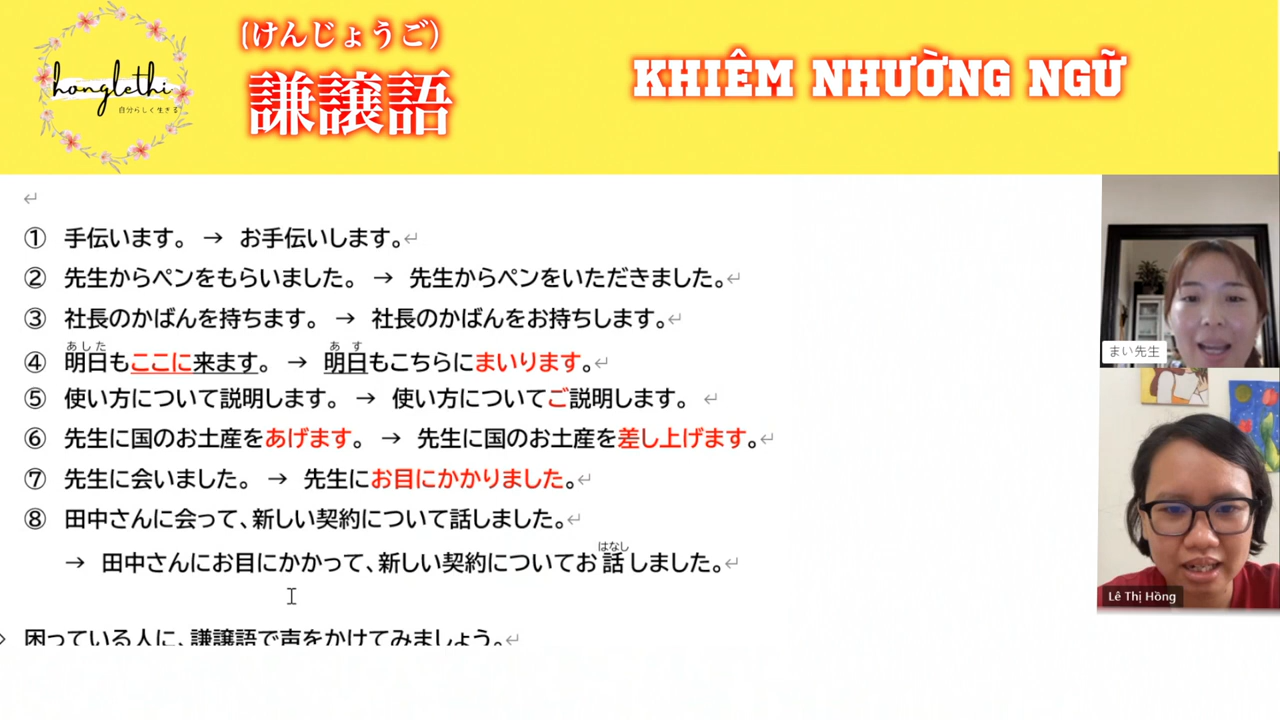 honglethi
自分らしく生きる
(けんじょうご)
謙譲語
KHIÊM NHƯỜNG NGỮ
① 手伝います。 → お手伝いします。
② 先生からペンをもらいました。 → 先生からペンをいただきました。
③ 社長のかばんを持ちます。 → 社長のかばんをお持ちします。
あした あす
④ 明日もここに来ます。 → 明日もこちらにまいります。
⑤ 使い方について説明します。 → 使い方についてご説明します。
⑥ 先生に国のお土産をあげます。 → 先生に国のお土産を差し上げます。
⑦ 先生に会いました。 → 先生にお目にかかりました。
⑧ 田中さんに会って、新しい契約について話しました。
はなし
→ 田中さんにお目にかかって、新しい契約についてお話しました。
困っている人に、謙譲語で声をかけてみましょう。
まい先生
Lê Thị Hồng